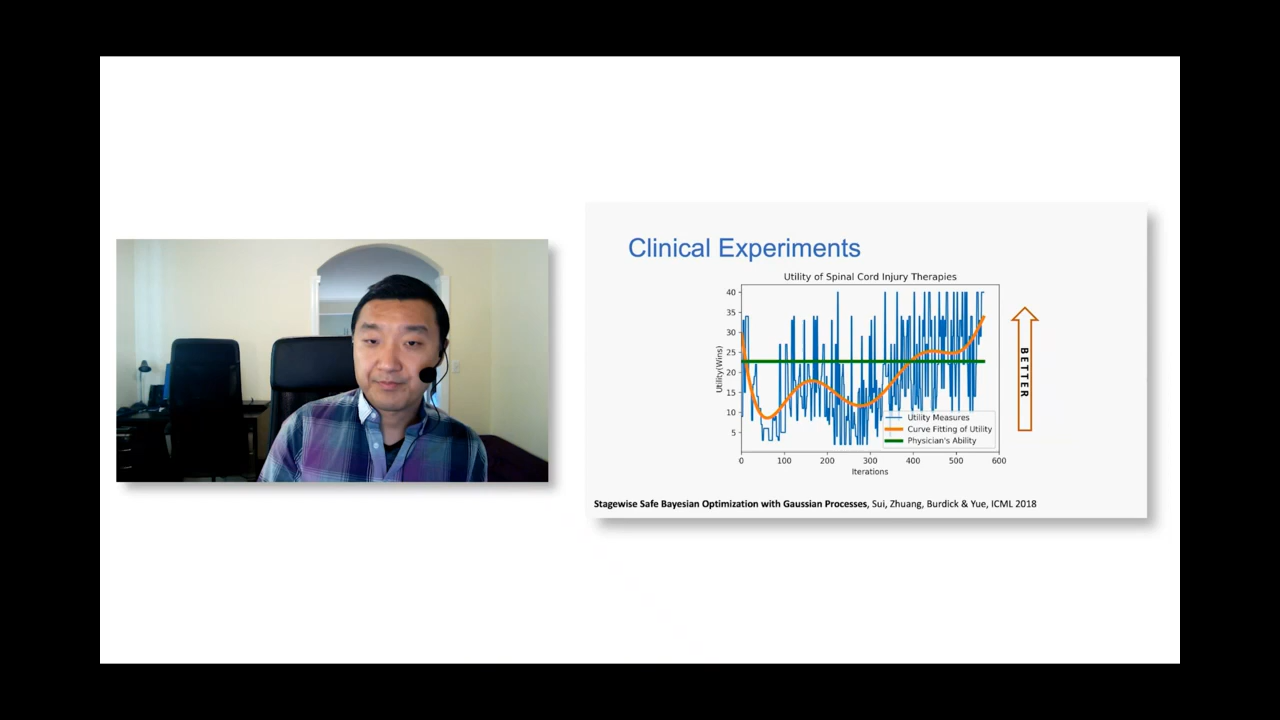 Clinical Experiments
Utility of Spinal Cord Injury Therapies
40
35
30
25
20
15
10
5
Utility(Wins)
0 100 200 300 400 500 600
Iterations
Utility Measures
Curve Fitting of Utility
Physician's Ability
BETTER
Stagewise Safe Bayesian Optimization with Gaussian Processes, Sui, Zhuang, Burdick & Yue, ICML 2018